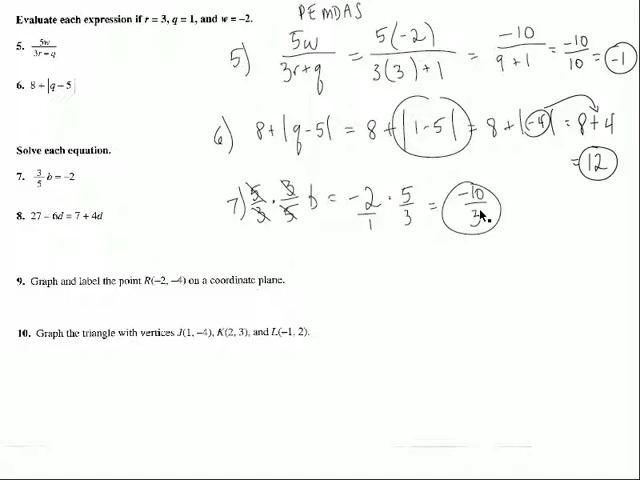 Evaluate each expression if r = 3, q = 1, and w = −2.
PEMDAS
5. 5w / 3r + q
5) 5w / 3r+q = 5(-2) / 3(3)+1 = -10 / 9+1 = -10 / 10 = -1
6. 8 + |q − 5|
6) 8+|q-5| = 8+|1-5| = 8+|-4| = 8+4
= 12
Solve each equation.
7. 3/5 b = −2
7) 5/3 · 3/5 b = -2/1 · 5/3 = -10/3
8. 27 − 6d = 7 + 4d
9. Graph and label the point R(−2, −4) on a coordinate plane.
10. Graph the triangle with vertices J(1, −4), K(2, 3), and L(−1, 2).